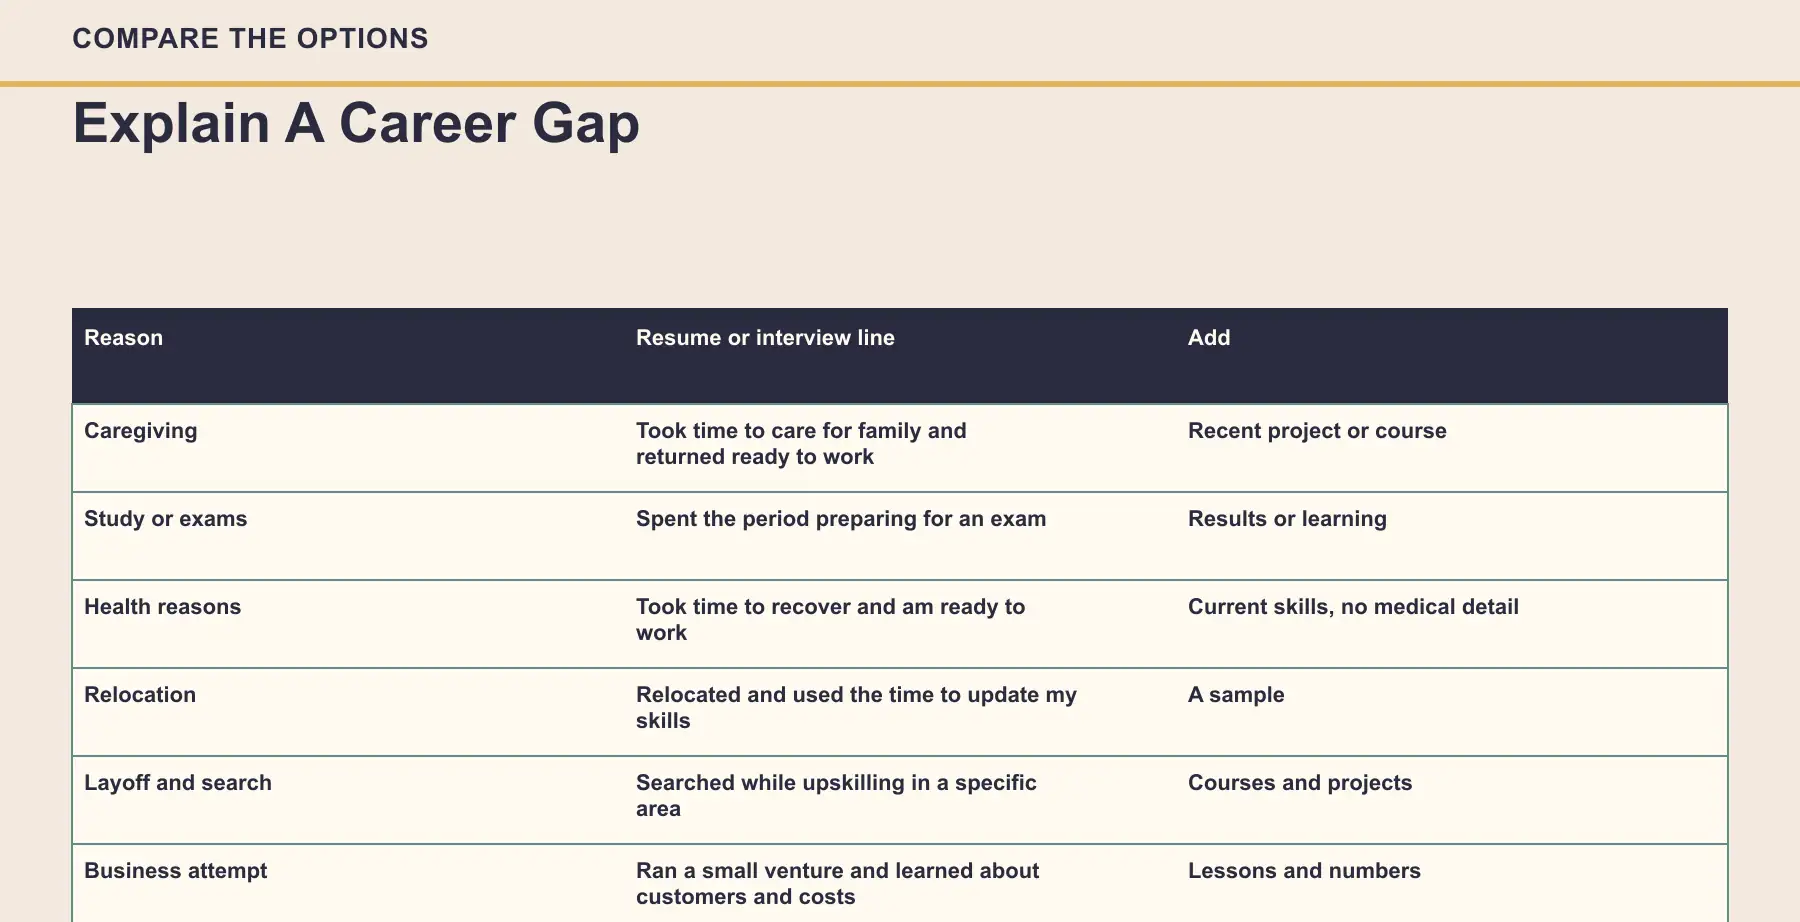 COMPARE THE OPTIONS
Explain A Career Gap
Reason
Resume or interview line
Add
Caregiving
Took time to care for family and
returned ready to work
Recent project or course
Study or exams
Spent the period preparing for an exam
Results or learning
Health reasons
Took time to recover and am ready to
work
Current skills, no medical detail
Relocation
Relocated and used the time to update my
skills
A sample
Layoff and search
Searched while upskilling in a specific
area
Courses and projects
Business attempt
Ran a small venture and learned about
customers and costs
Lessons and numbers